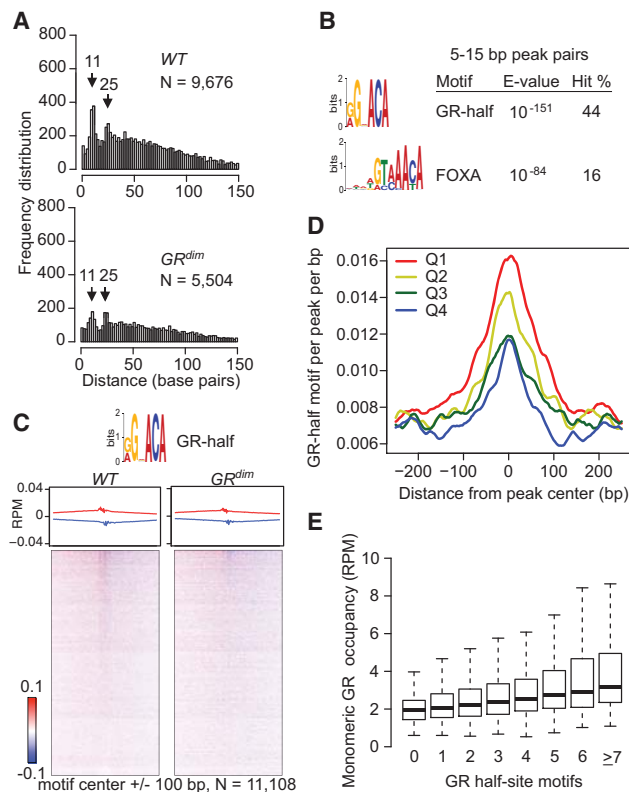 A
11
25
WT
N = 9,676
800
600
400
200
0
0
50
100
150
Frequency distribution
GR^dim
N = 5,504
11
25
800
600
400
200
0
0
50
100
150
Distance (base pairs)
B
5-15 bp peak pairs
Motif
E-value
Hit %
bits
2
1
0
GR-half
10^-151
44
bits
2
1
0
FOXA
10^-84
16
C
bits
2
1
0
GR-half
WT
GR^dim
RPM
0.04
0
−0.04
0.1
-0.1
motif center +/- 100 bp, N = 11,108
D
Q1
Q2
Q3
Q4
0.016
0.014
0.012
0.010
0.008
0.006
GR-half motif per peak per bp
−200
−100
0
100
200
Distance from peak center (bp)
E
Monomeric GR occupancy (RPM)
10
8
6
4
2
0
0
1
2
3
4
5
6
≥7
GR half-site motifs